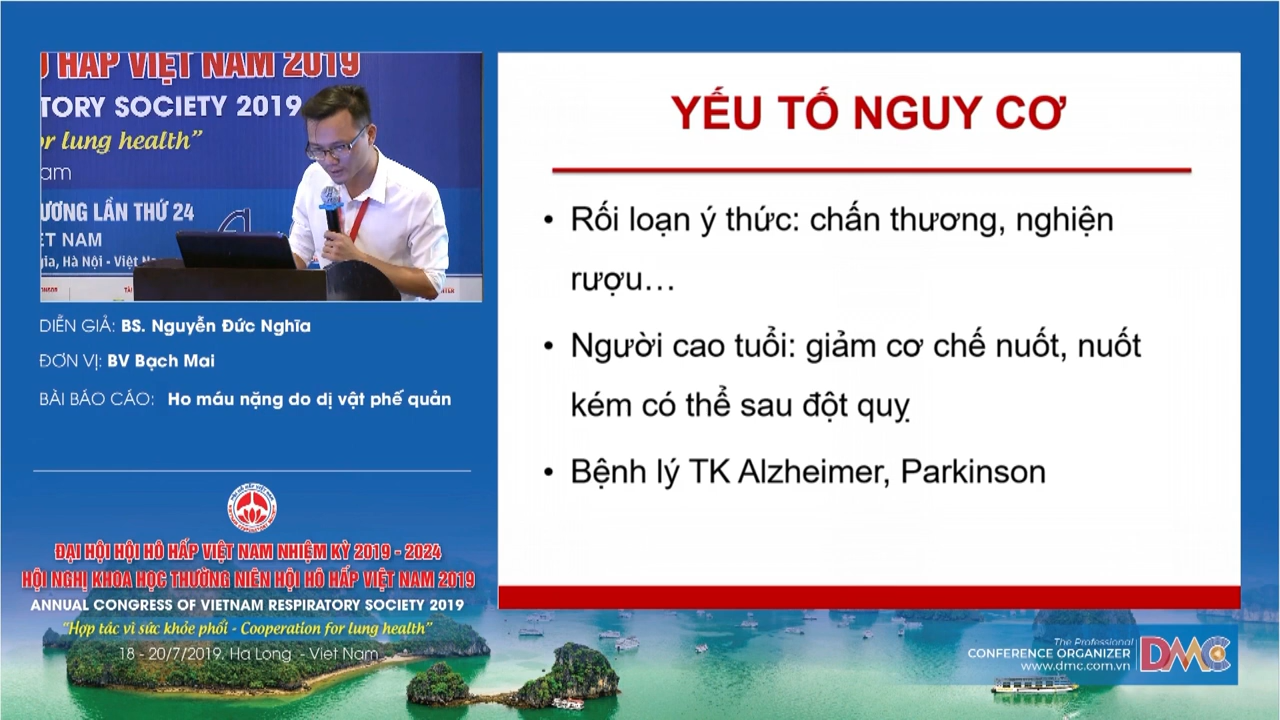 HẤP VIỆT NAM 2019
TORY SOCIETY 2019
or lung health”
am
ƯƠNG LẦN THỨ 24
ỆT NAM
gia, Hà Nội - Việt
DIỄN GIẢ: BS. Nguyễn Đức Nghĩa
ĐƠN VỊ: BV Bạch Mai
BÀI BÁO CÁO: Ho máu nặng do dị vật phế quản
ĐẠI HỘI HỘI HÔ HẤP VIỆT NAM NHIỆM KỲ 2019 - 2024
HỘI NGHỊ KHOA HỌC THƯỜNG NIÊN HỘI HÔ HẤP VIỆT NAM 2019
ANNUAL CONGRESS OF VIETNAM RESPIRATORY SOCIETY 2019
“Hợp tác vì sức khỏe phổi - Cooperation for lung health”
18 - 20/7/2019. Ha Long - Viet Nam
YẾU TỐ NGUY CƠ
• Rối loạn ý thức: chấn thương, nghiện
rượu…
• Người cao tuổi: giảm cơ chế nuốt, nuốt
kém có thể sau đột quỵ
• Bệnh lý TK Alzheimer, Parkinson
The Professional
CONFERENCE ORGANIZER
www.dmc.com.vn
DMC